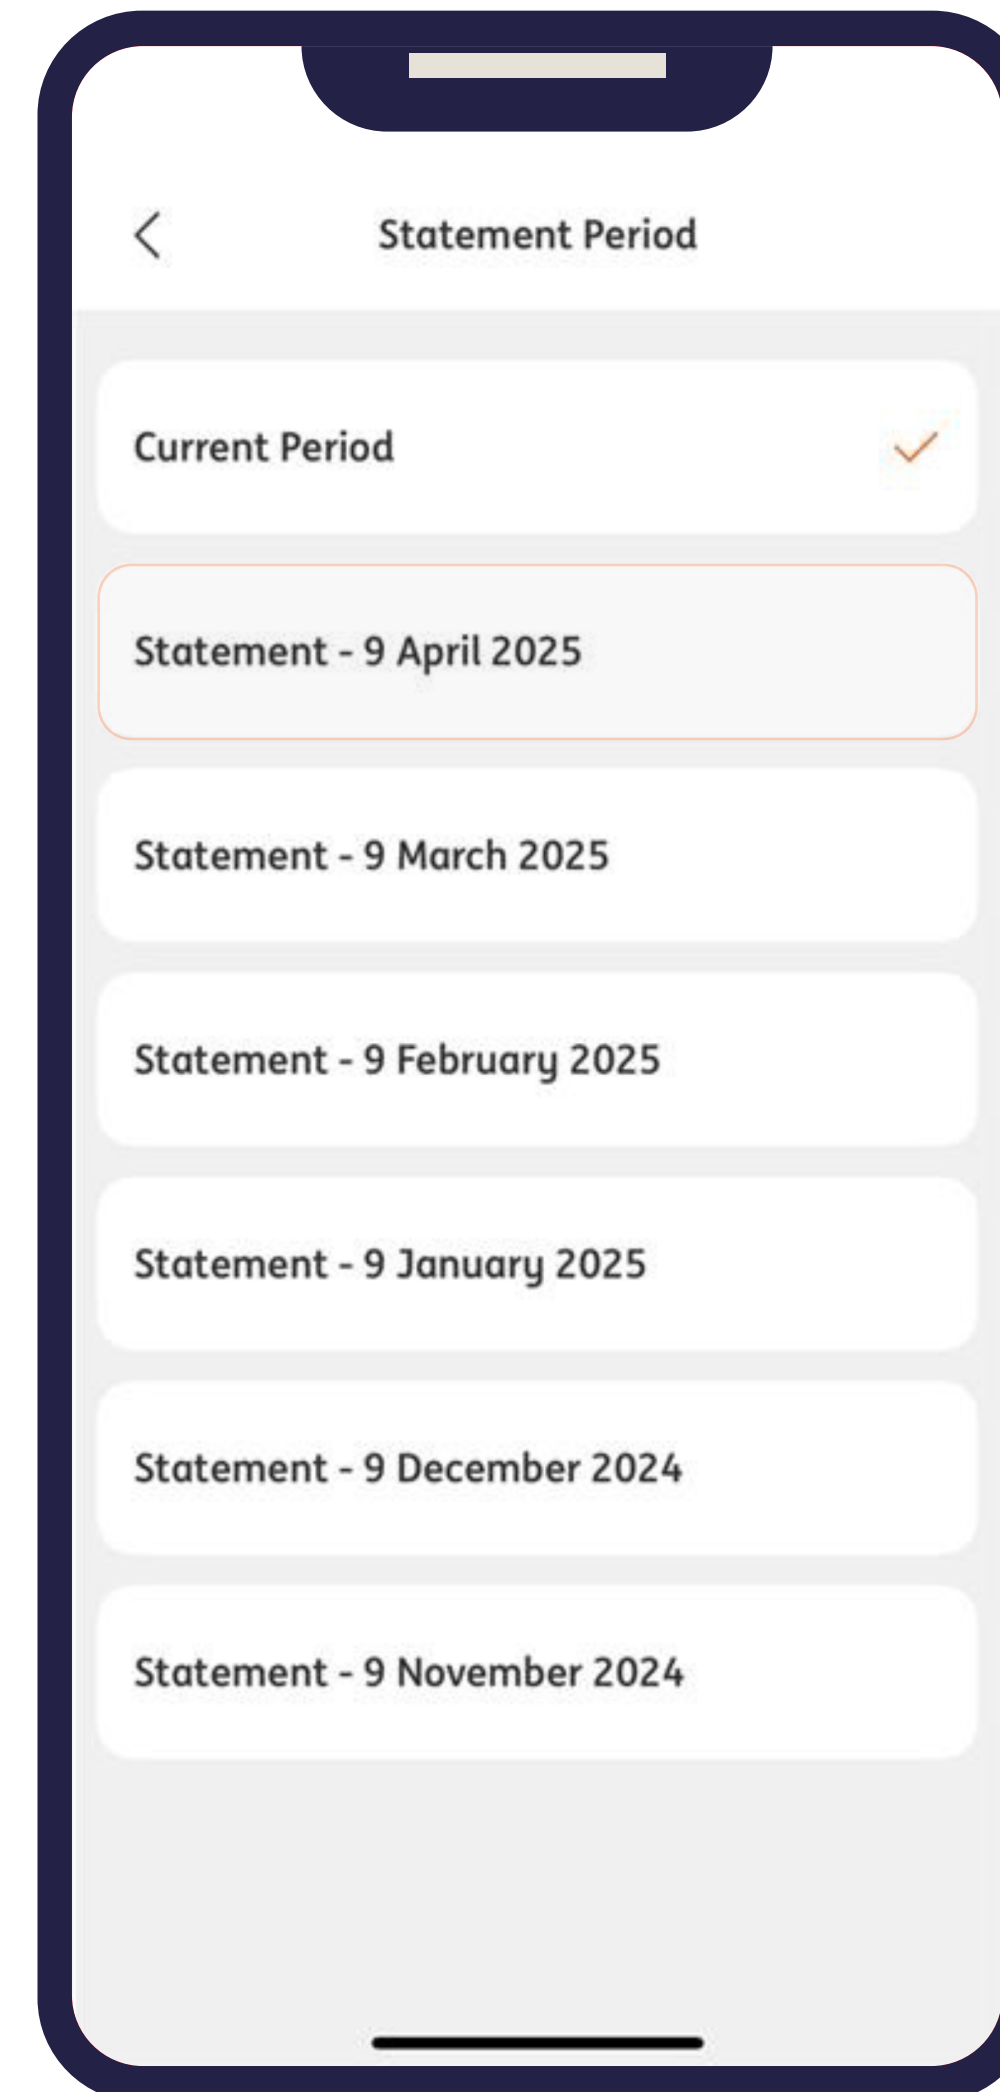 Statement Period
Current Period
Statement - 9 April 2025
Statement - 9 March 2025
Statement - 9 February 2025
Statement - 9 January 2025
Statement - 9 December 2024
Statement - 9 November 2024